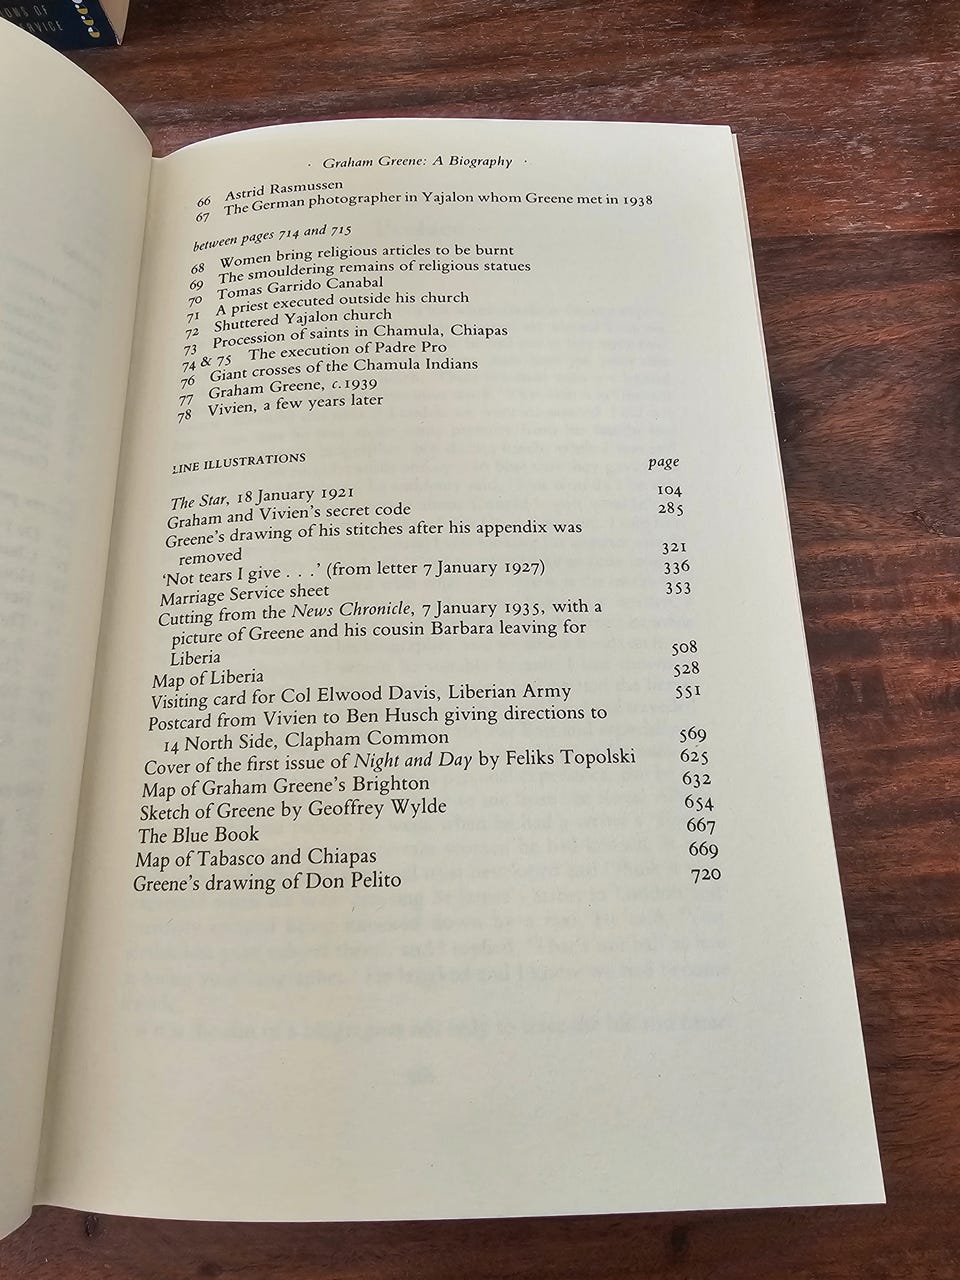 ONS OF
SERVICE
· Graham Greene: A Biography ·
66 Astrid Rasmussen
67 The German photographer in Yajalon whom Greene met in 1938
between pages 714 and 715
68 Women bring religious articles to be burnt
69 The smouldering remains of religious statues
70 Tomas Garrido Canabal
71 A priest executed outside his church
72 Shuttered Yajalon church
73 Procession of saints in Chamula, Chiapas
74 & 75 The execution of Padre Pro
76 Giant crosses of the Chamula Indians
77 Graham Greene, c.1939
78 Vivien, a few years later
LINE ILLUSTRATIONS page
The Star, 18 January 1921 104
Graham and Vivien's secret code 285
Greene's drawing of his stitches after his appendix was
removed 321
'Not tears I give . . .' (from letter 7 January 1927) 336
Marriage Service sheet 353
Cutting from the News Chronicle, 7 January 1935, with a
picture of Greene and his cousin Barbara leaving for
Liberia 508
Map of Liberia 528
Visiting card for Col Elwood Davis, Liberian Army 551
Postcard from Vivien to Ben Husch giving directions to
14 North Side, Clapham Common 569
Cover of the first issue of Night and Day by Feliks Topolski 625
Map of Graham Greene's Brighton 632
Sketch of Greene by Geoffrey Wylde 654
The Blue Book 667
Map of Tabasco and Chiapas 669
Greene's drawing of Don Pelito 720